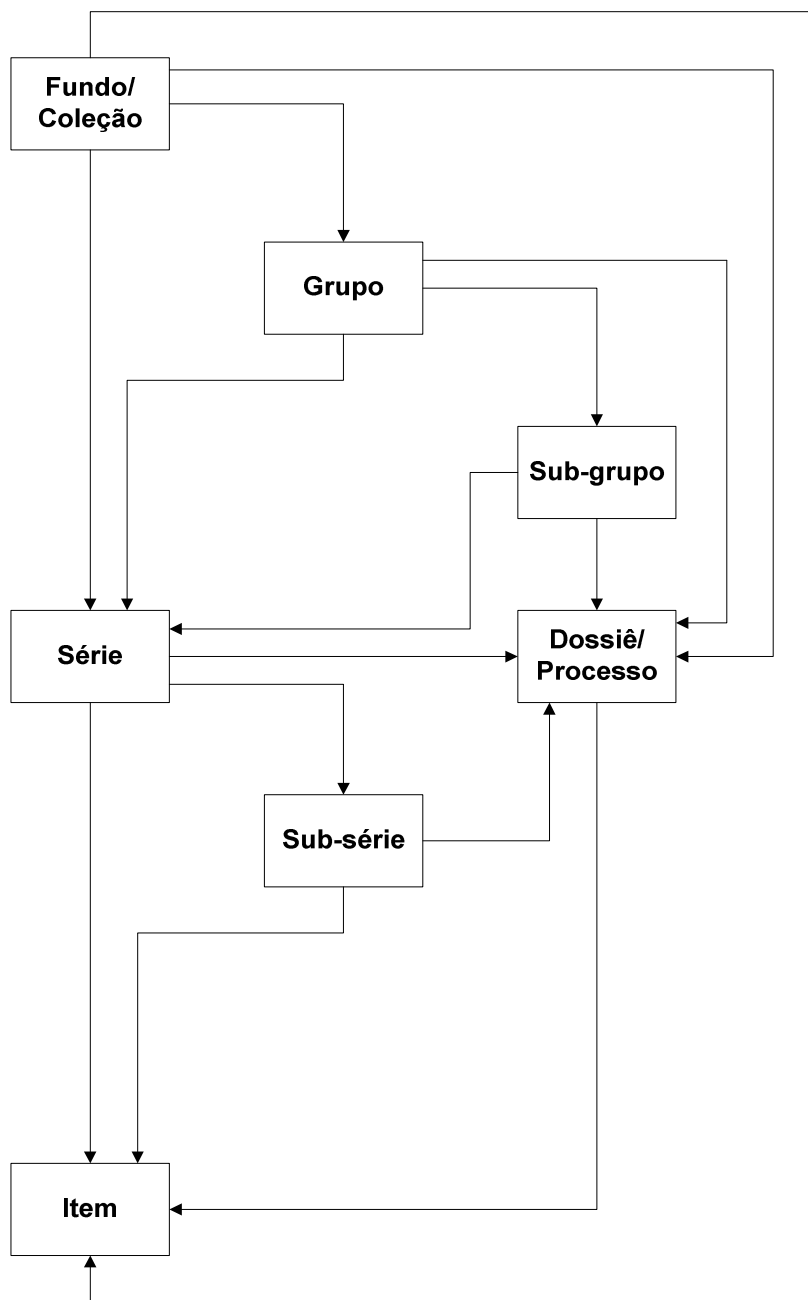 Fundo/
Coleção
Grupo
Sub-grupo
Série
Dossiê/
Processo
Sub-série
Item